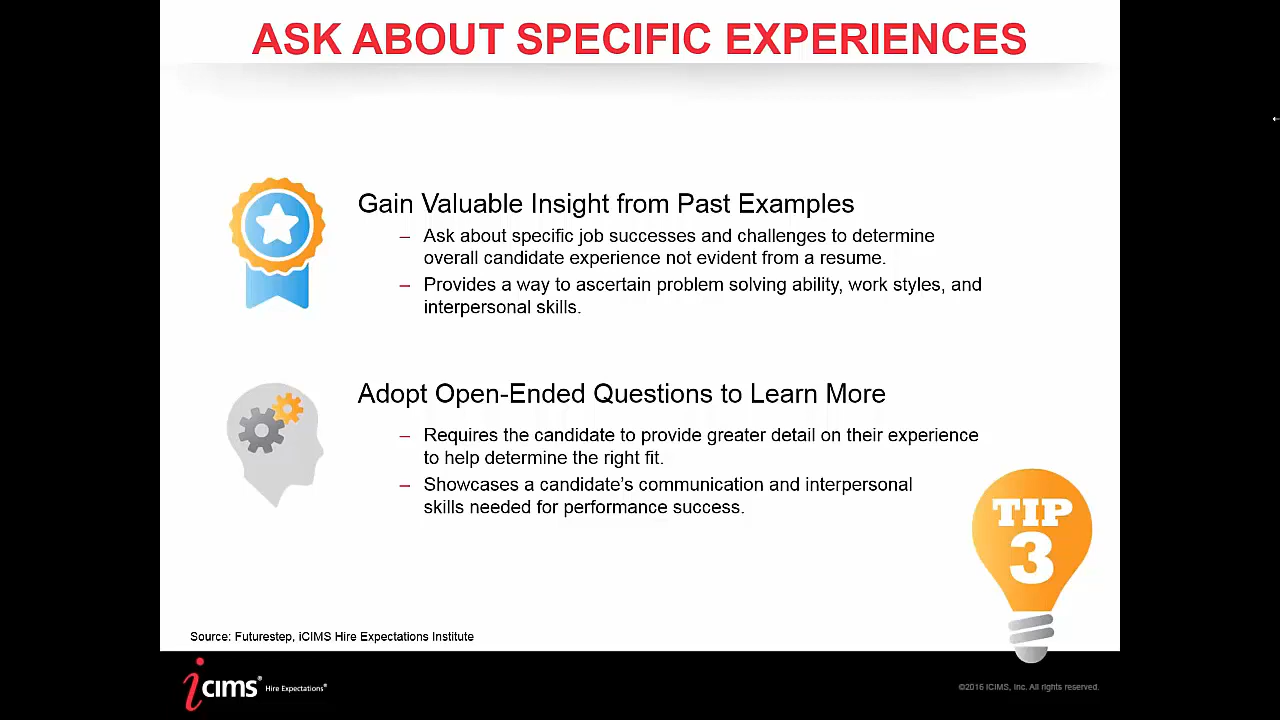 ASK ABOUT SPECIFIC EXPERIENCES
Gain Valuable Insight from Past Examples
– Ask about specific job successes and challenges to determine
overall candidate experience not evident from a resume.
– Provides a way to ascertain problem solving ability, work styles, and
interpersonal skills.
Adopt Open-Ended Questions to Learn More
– Requires the candidate to provide greater detail on their experience
to help determine the right fit.
– Showcases a candidate’s communication and interpersonal
skills needed for performance success.
TIP
3
Source: Futurestep, iCIMS Hire Expectations Institute
icims® Hire Expectations®
©2016 iCIMS, Inc. All rights reserved.